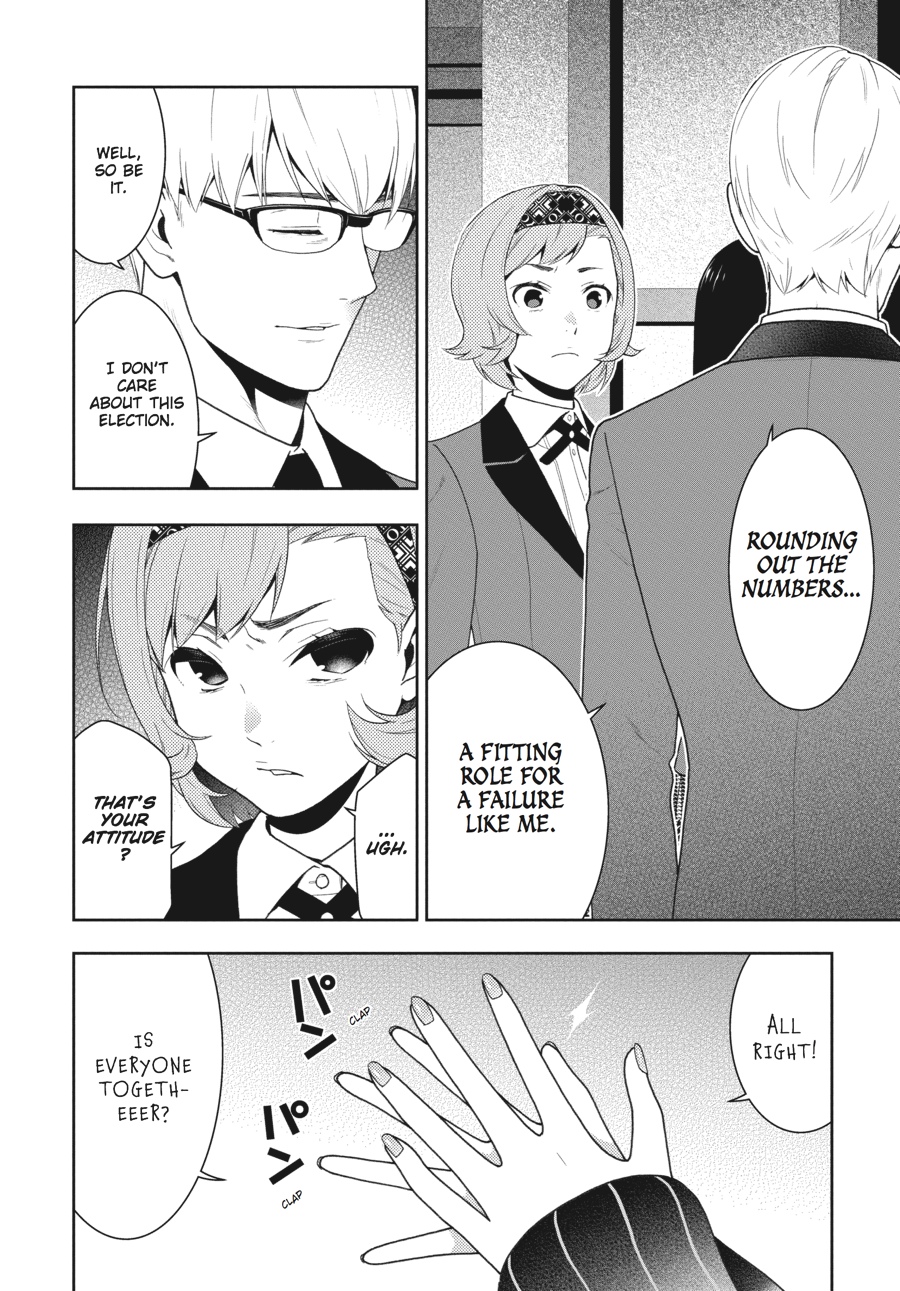 ROUNDING
OUT THE
NUMBERS...
A FITTING
ROLE FOR
A FAILURE
LIKE ME.
WELL,
SO BE
IT.
I DON'T
CARE
ABOUT THIS
ELECTION.
...
UGH.
THAT'S
YOUR
ATTITUDE
?
ALL
RIGHT!
パン
CLAP
パン
CLAP
IS
EVERYONE
TOGETH-
EEER?